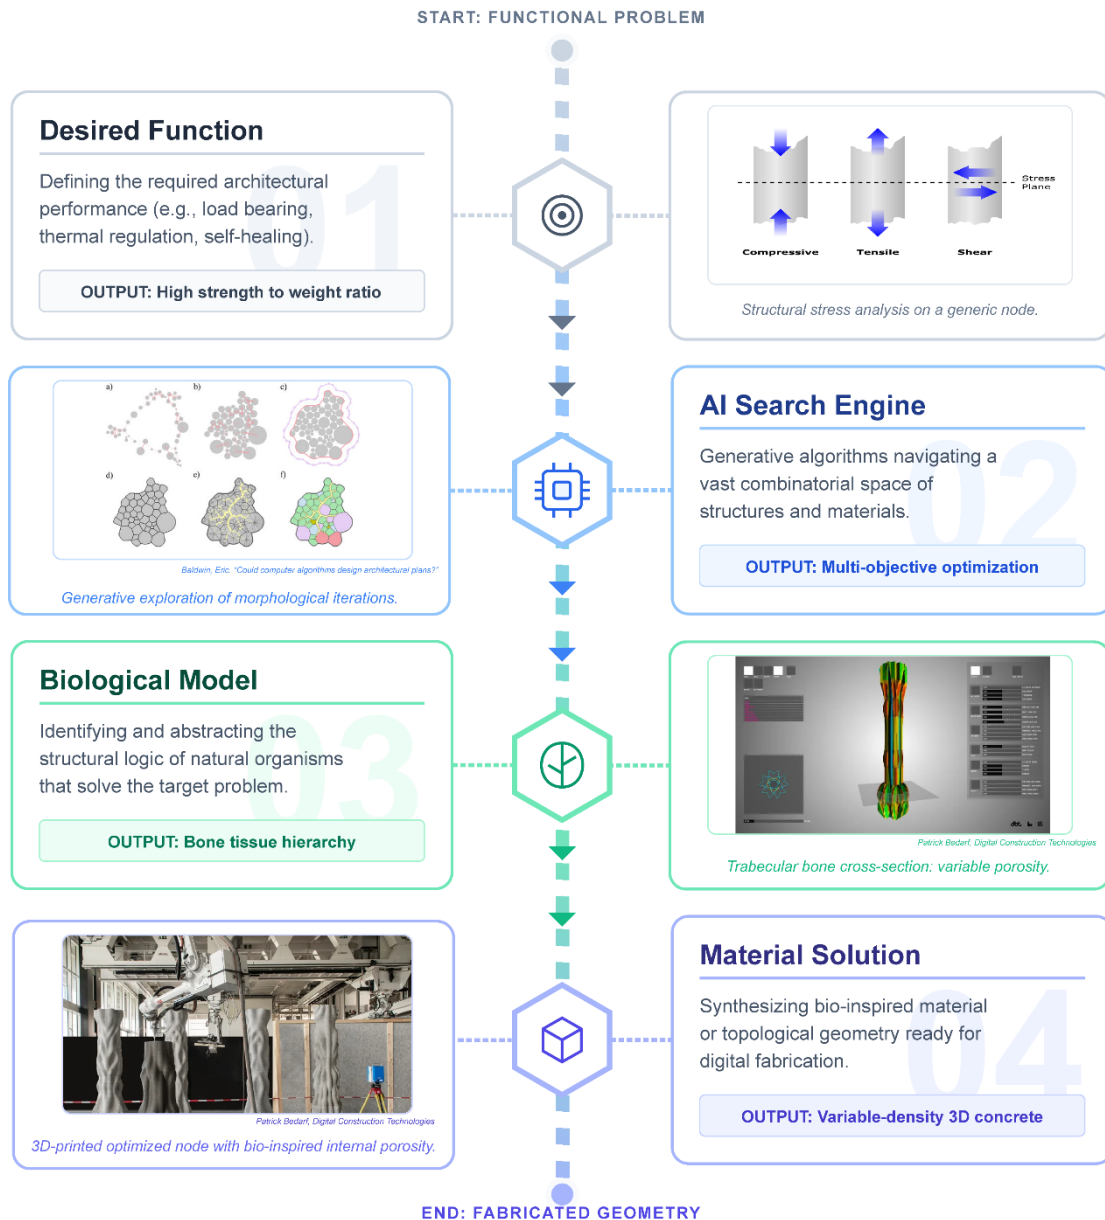 START: FUNCTIONAL PROBLEM
01
Desired Function
Defining the required architectural
performance (e.g., load bearing,
thermal regulation, self-healing).
OUTPUT: High strength to weight ratio
Stress
Plane
Compressive
Tensile
Shear
Structural stress analysis on a generic node.
a)
b)
c)
d)
e)
f)
Baldwin, Eric. "Could computer algorithms design architectural plans?"
Generative exploration of morphological iterations.
02
AI Search Engine
Generative algorithms navigating a
vast combinatorial space of
structures and materials.
OUTPUT: Multi-objective optimization
03
Biological Model
Identifying and abstracting the
structural logic of natural organisms
that solve the target problem.
OUTPUT: Bone tissue hierarchy
Patrick Bedarf, Digital Construction Technologies
Trabecular bone cross-section: variable porosity.
Patrick Bedarf, Digital Construction Technologies
3D-printed optimized node with bio-inspired internal porosity.
04
Material Solution
Synthesizing bio-inspired material
or topological geometry ready for
digital fabrication.
OUTPUT: Variable-density 3D concrete
END: FABRICATED GEOMETRY